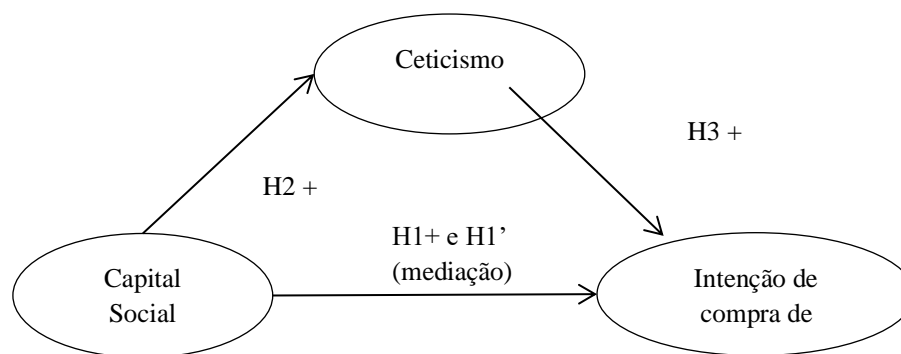 Ceticismo
H3 +
H2 +
H1+ e H1’
(mediação)
Capital
Social
Intenção de
compra de